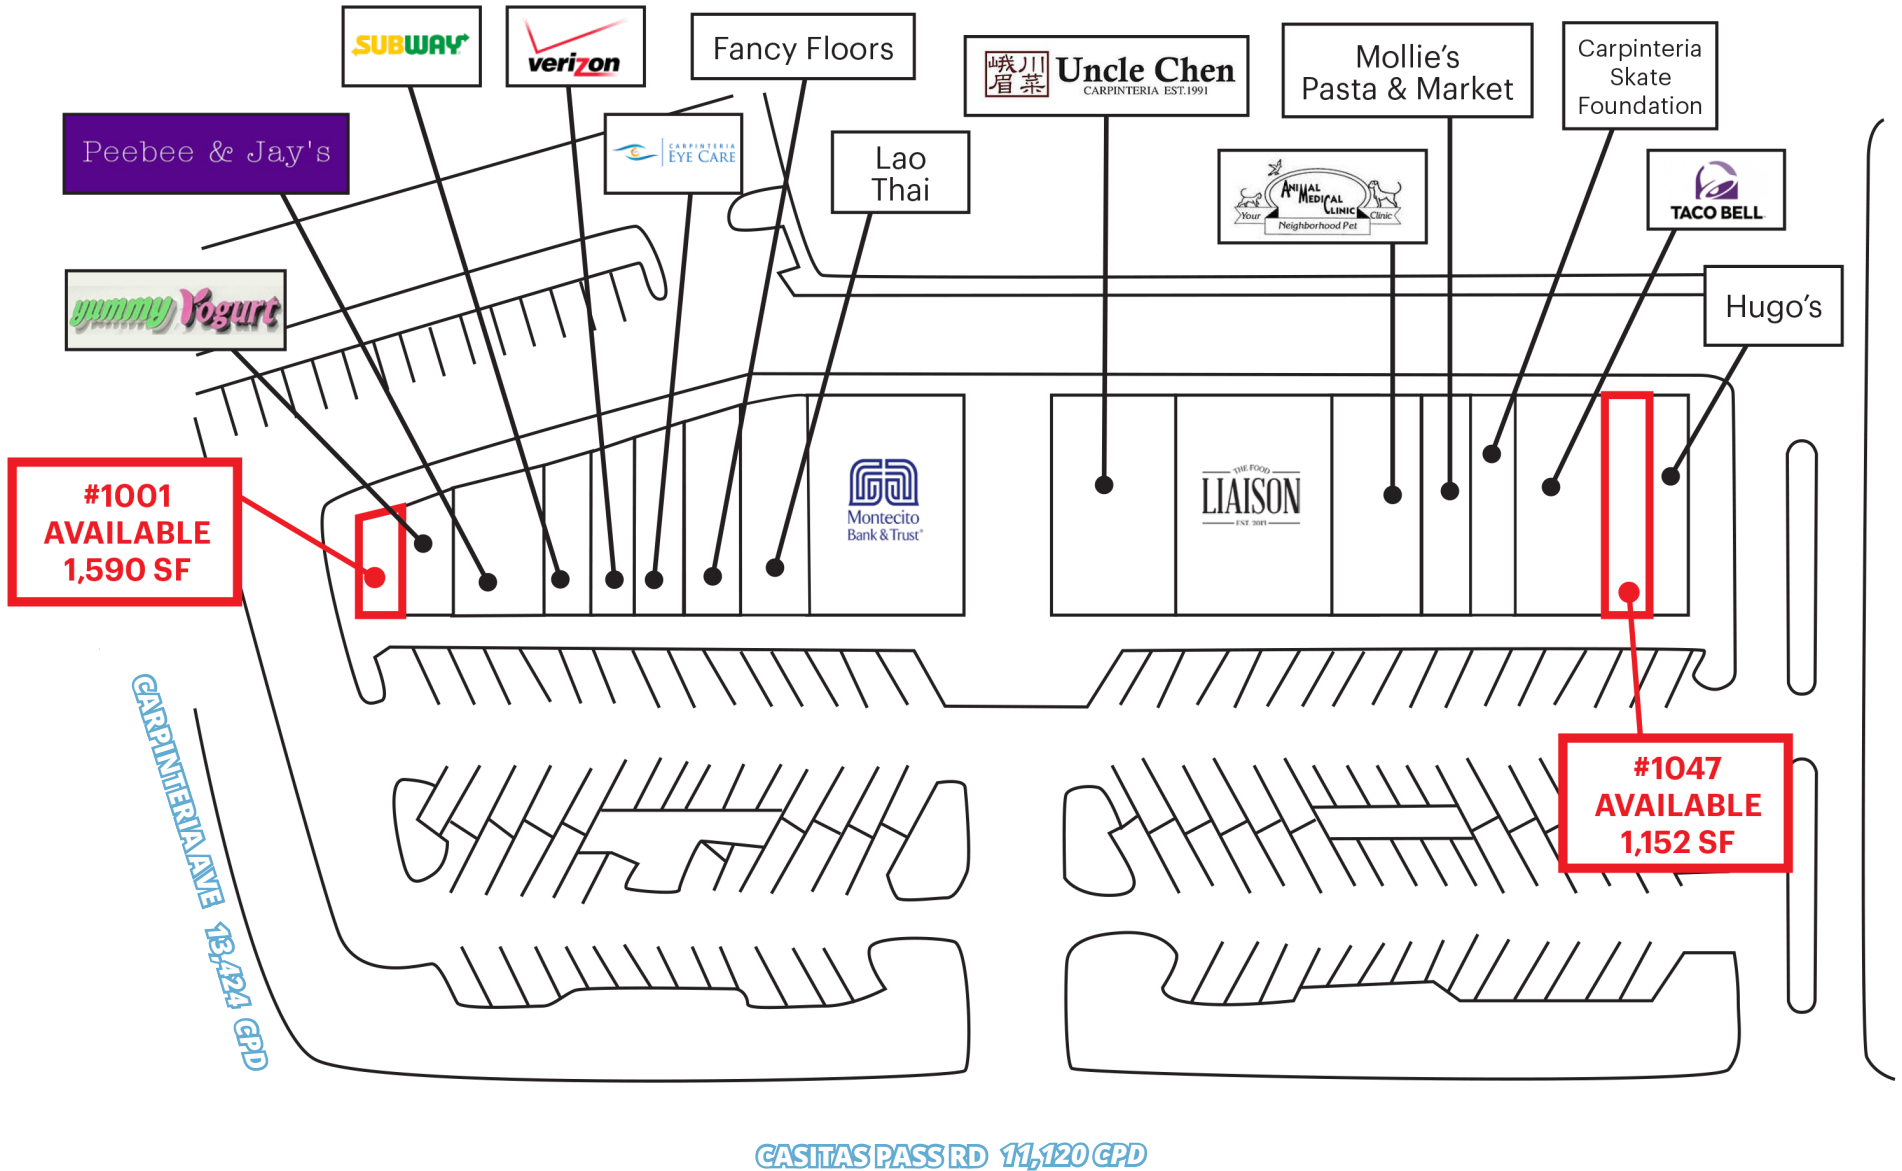 SUBWAY
verizon
Fancy Floors
Uncle Chen
CARPINTERIA EST.1991
峨眉
川菜
Mollie's
Pasta & Market
Carpinteria
Skate
Foundation
Peebee & Jay's
CARPINTERIA
EYE CARE
Lao
Thai
ANIMAL
MEDICAL
CLINIC
Your
Clinic
Neighborhood Pet
TACO BELL
yummy Yogurt
Hugo's
#1001
AVAILABLE
1,590 SF
Montecito
Bank & Trust
THE FOOD
LIAISON
EST. 2013
#1047
AVAILABLE
1,152 SF
CARPINTERIA AVE 13,424 CPD
CASITAS PASS RD 11,120 CPD